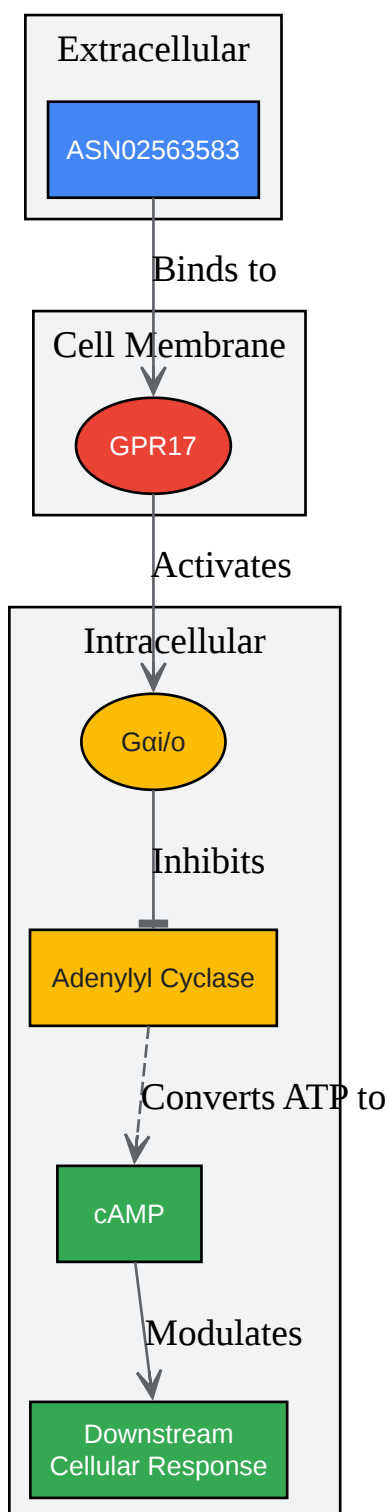 Extracellular
ASN02563583
Binds to
Cell Membrane
GPR17
Activates
Intracellular
Gαi/o
Inhibits
Adenylyl Cyclase
Converts ATP to
cAMP
Modulates
Downstream
Cellular Response